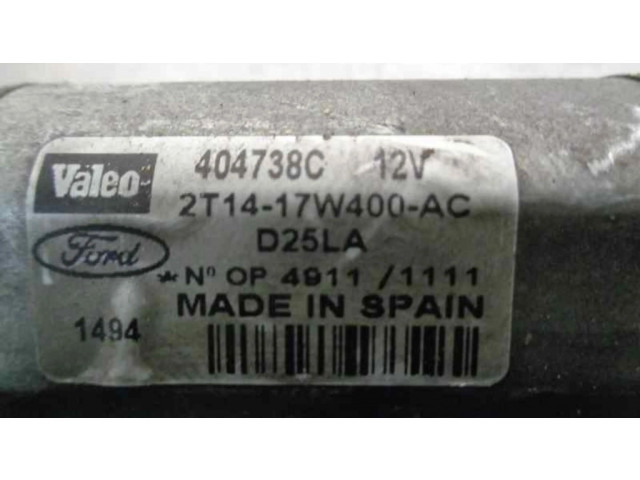 Valeo 404738C 12V
2T14-17W400-AC
Ford D25LA
*Nº OP 4911 /1111
MADE IN SPAIN
1494